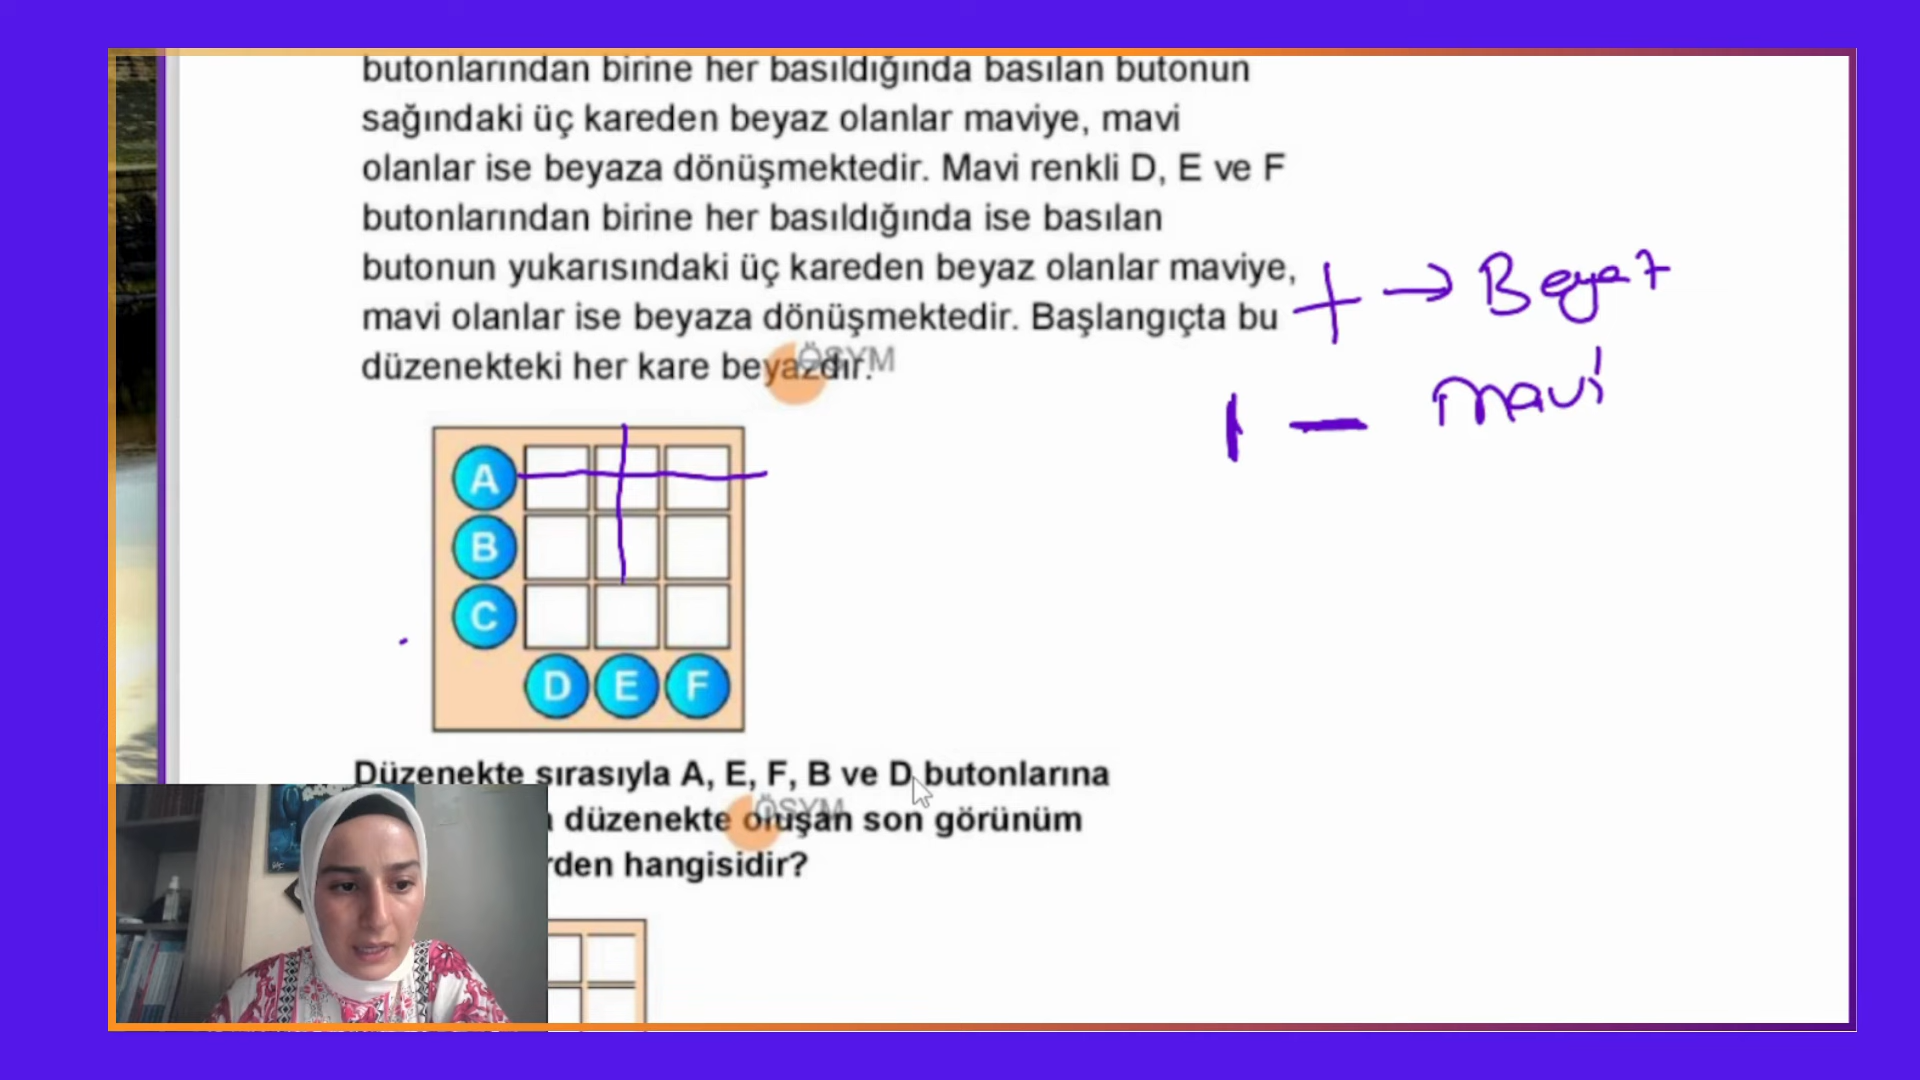 butonlarından birine her basıldığında basılan butonun
sağındaki üç kareden beyaz olanlar maviye, mavi
olanlar ise beyaza dönüşmektedir. Mavi renkli D, E ve F
butonlarından birine her basıldığında ise basılan
butonun yukarısındaki üç kareden beyaz olanlar maviye,
mavi olanlar ise beyaza dönüşmektedir. Başlangıçta bu
düzenekteki her kare beyazdır.
ÖSYM
+ → Beyaz
| — mavi
A
B
C
D E F
Düzenekte sırasıyla A, E, F, B ve D butonlarına
düzenekte oluşan son görünüm
ÖSYM
rden hangisidir?